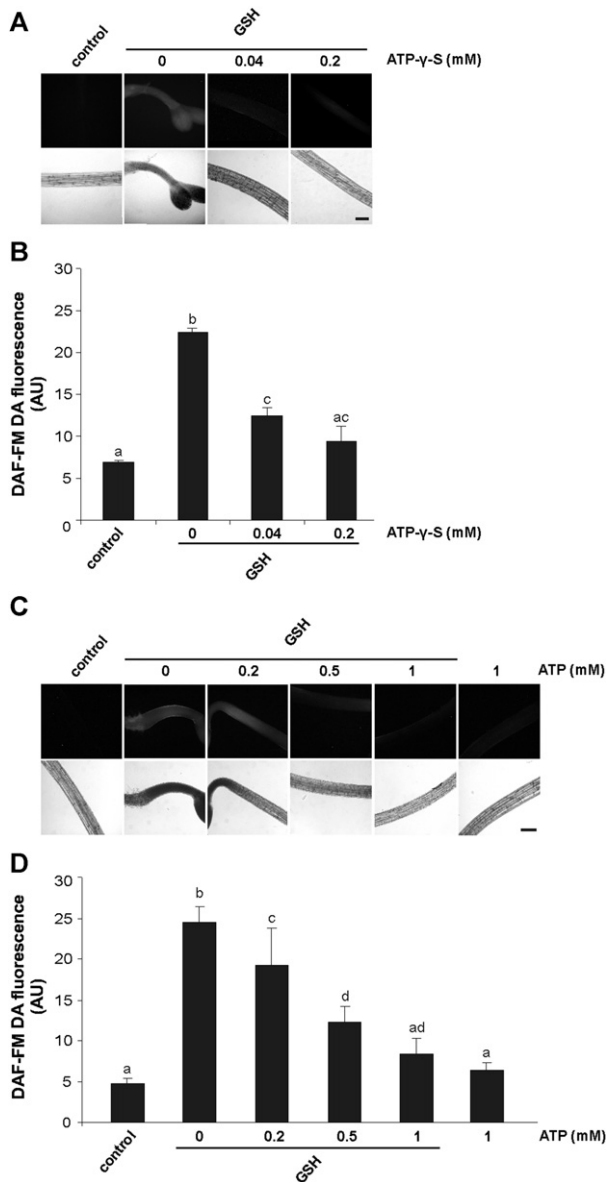 A
control
GSH
0 0.04 0.2 ATP-γ-S (mM)
B
DAF-FM DA fluorescence
(AU)
30
25
20
15
10
5
0
a
b
c
ac
control
0 0.04 0.2 ATP-γ-S (mM)
GSH
C
control
GSH
0 0.2 0.5 1 1 ATP (mM)
D
DAF-FM DA fluorescence
(AU)
30
25
20
15
10
5
0
a
b
c
d
ad
a
control
0 0.2 0.5 1 1 ATP (mM)
GSH